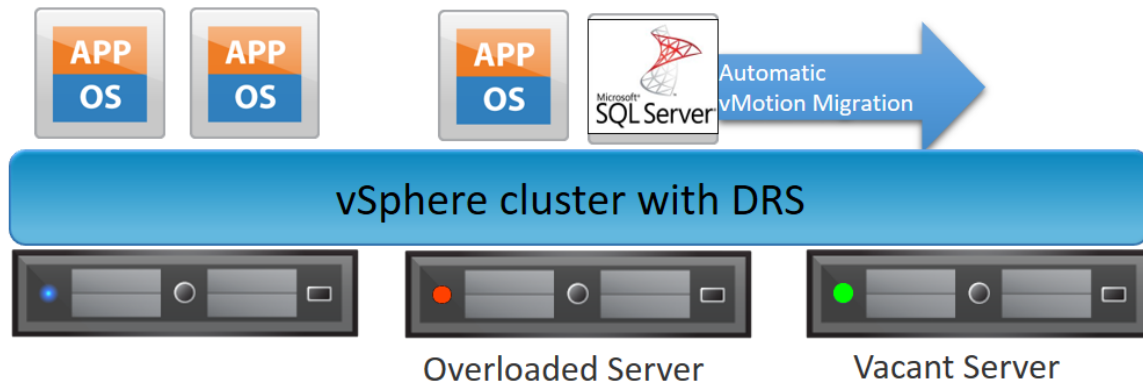 APP
OS
APP
OS
APP
OS
Microsoft®
SQL Server®
Automatic
vMotion Migration
vSphere cluster with DRS
Overloaded Server
Vacant Server